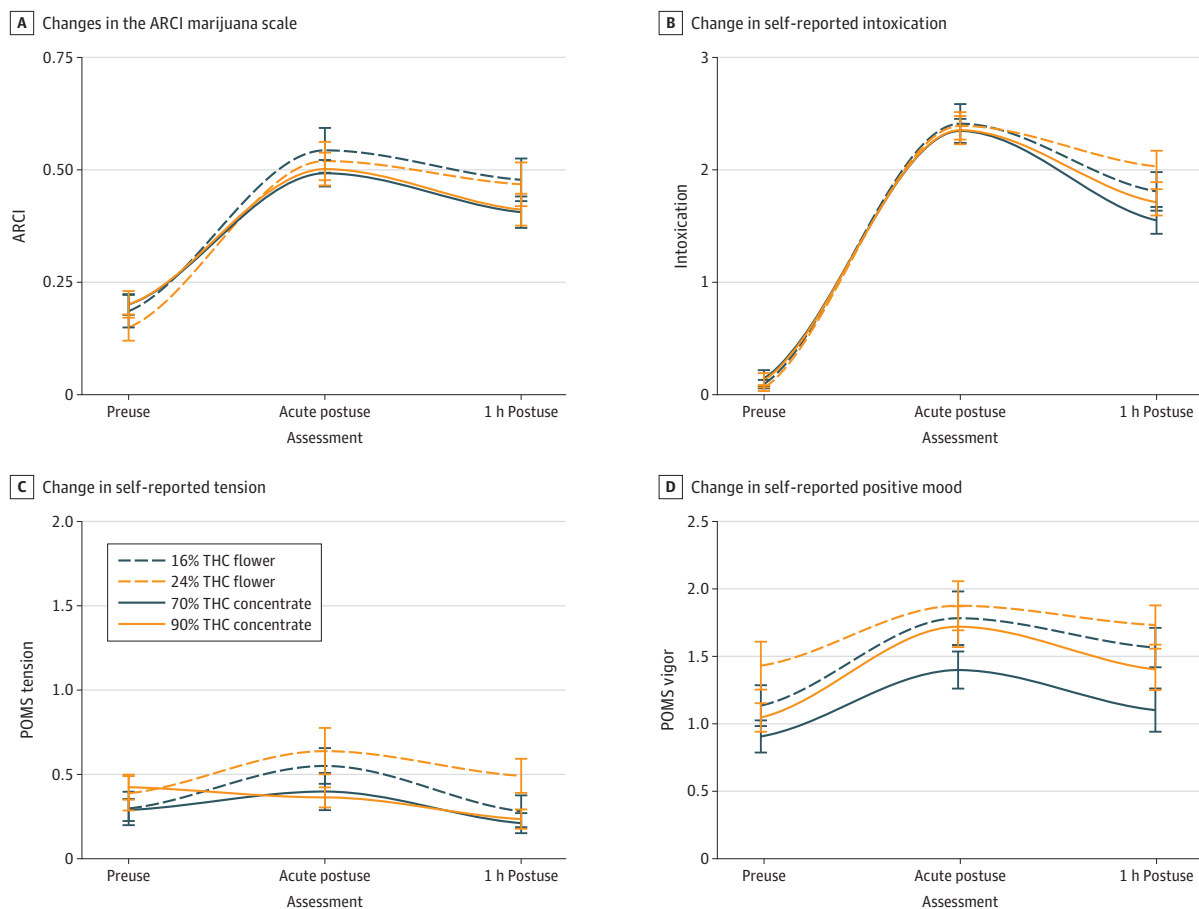 A Changes in the ARCI marijuana scale
0.75
0.50
0.25
0
ARCI
Preuse Acute postuse 1 h Postuse
Assessment
B Change in self-reported intoxication
3
2
1
0
Intoxication
Preuse Acute postuse 1 h Postuse
Assessment
C Change in self-reported tension
2.0
1.5
1.0
0.5
0
POMS tension
16% THC flower
24% THC flower
70% THC concentrate
90% THC concentrate
Preuse Acute postuse 1 h Postuse
Assessment
D Change in self-reported positive mood
2.5
2.0
1.5
1.0
0.5
0
POMS vigor
Preuse Acute postuse 1 h Postuse
Assessment